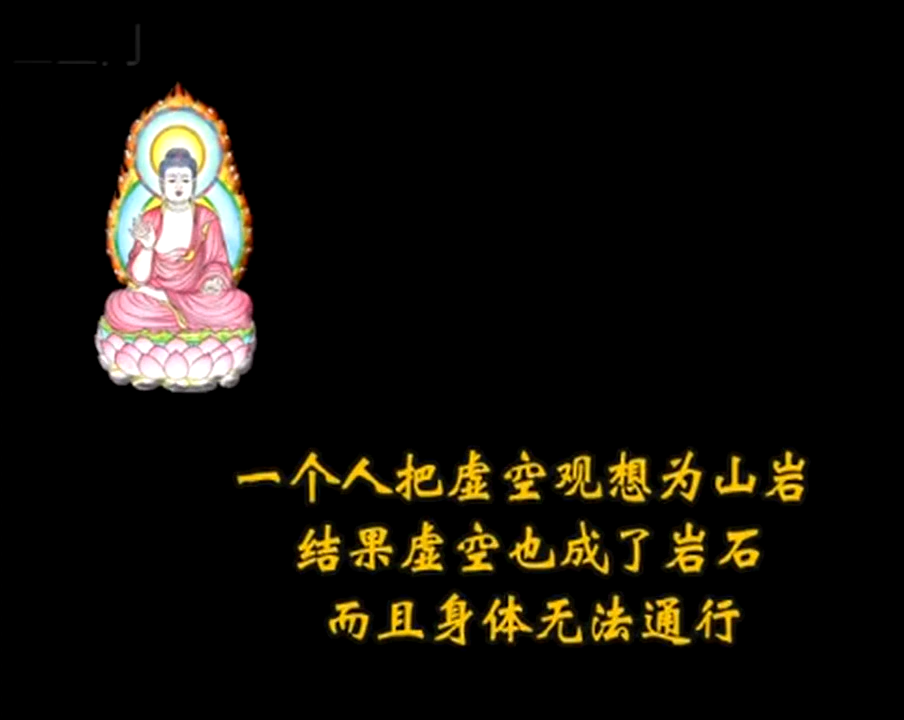 一个人把虚空观想为山岩
结果虚空也成了岩石
而且身体无法通行